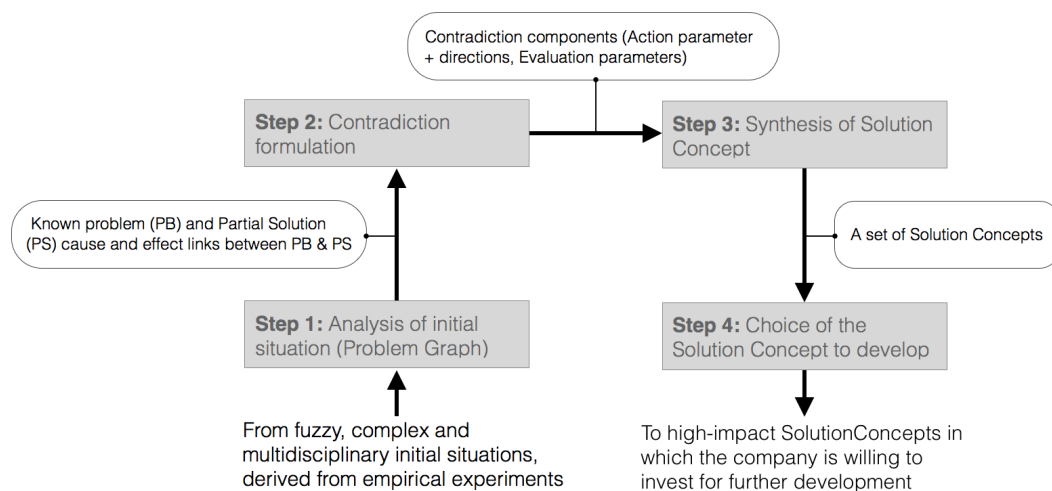 Contradiction components (Action parameter
+ directions, Evaluation parameters)
Step 2: Contradiction
formulation
Step 3: Synthesis of Solution
Concept
Known problem (PB) and Partial Solution
(PS) cause and effect links between PB & PS
A set of Solution Concepts
Step 1: Analysis of initial
situation (Problem Graph)
Step 4: Choice of the
Solution Concept to develop
From fuzzy, complex and
multidisciplinary initial situations,
derived from empirical experiments
To high-impact SolutionConcepts in
which the company is willing to
invest for further development